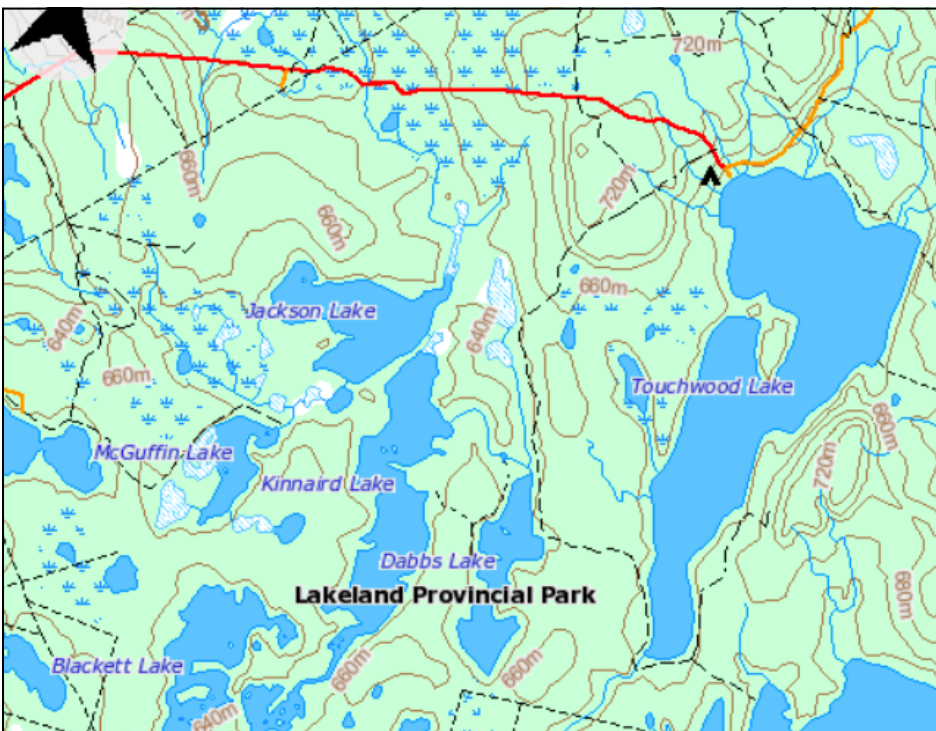 640m
720m
660m
720m
660m
660m
Jackson Lake
640m
640m
660m
Touchwood Lake
660m
McGuffin Lake
720m
Kinnaird Lake
Dabbs Lake
Lakeland Provincial Park
680m
Blackett Lake
660m
660m
640m